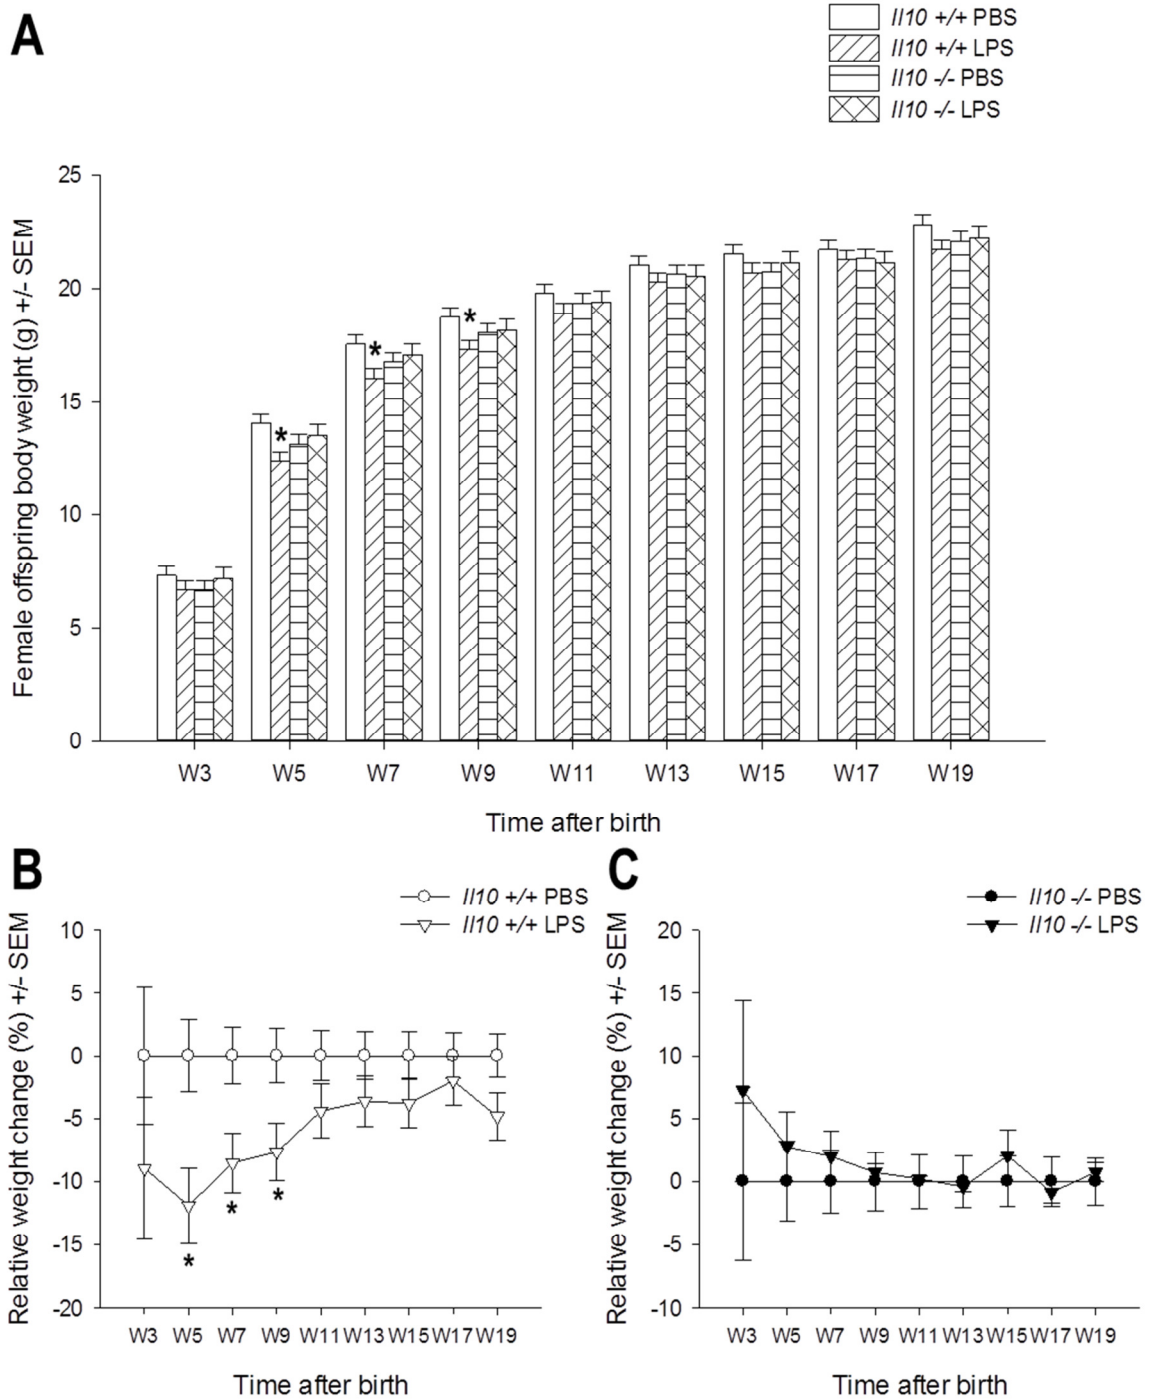 A
Il10 +/+ PBS
Il10 +/+ LPS
Il10 -/- PBS
Il10 -/- LPS
Female offspring body weight (g) +/- SEM
25
20
15
10
5
0
*
*
*
W3 W5 W7 W9 W11 W13 W15 W17 W19
Time after birth
B
Il10 +/+ PBS
Il10 +/+ LPS
Relative weight change (%) +/- SEM
10
5
0
-5
-10
-15
-20
*
*
*
W3 W5 W7 W9 W11 W13 W15 W17 W19
Time after birth
C
Il10 -/- PBS
Il10 -/- LPS
Relative weight change (%) +/- SEM
20
15
10
5
0
-5
-10
W3 W5 W7 W9 W11 W13 W15 W17 W19
Time after birth